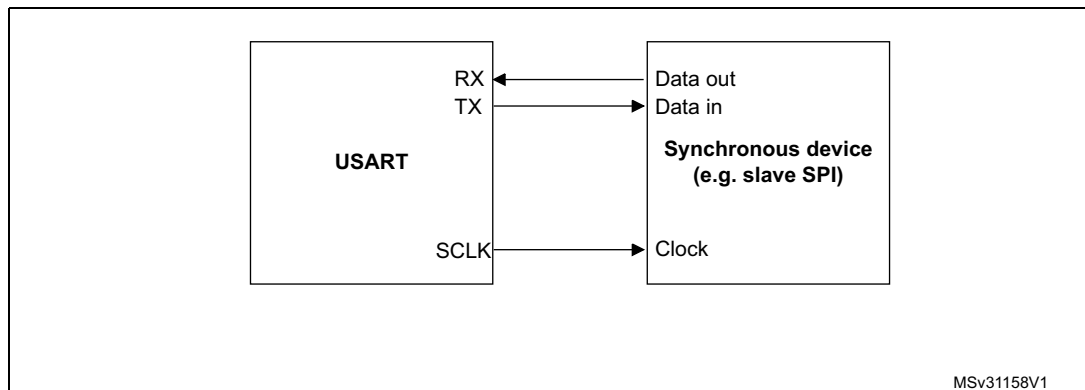 RX
TX
USART
SCLK
Data out
Data in
Synchronous device
(e.g. slave SPI)
Clock
MSv31158V1